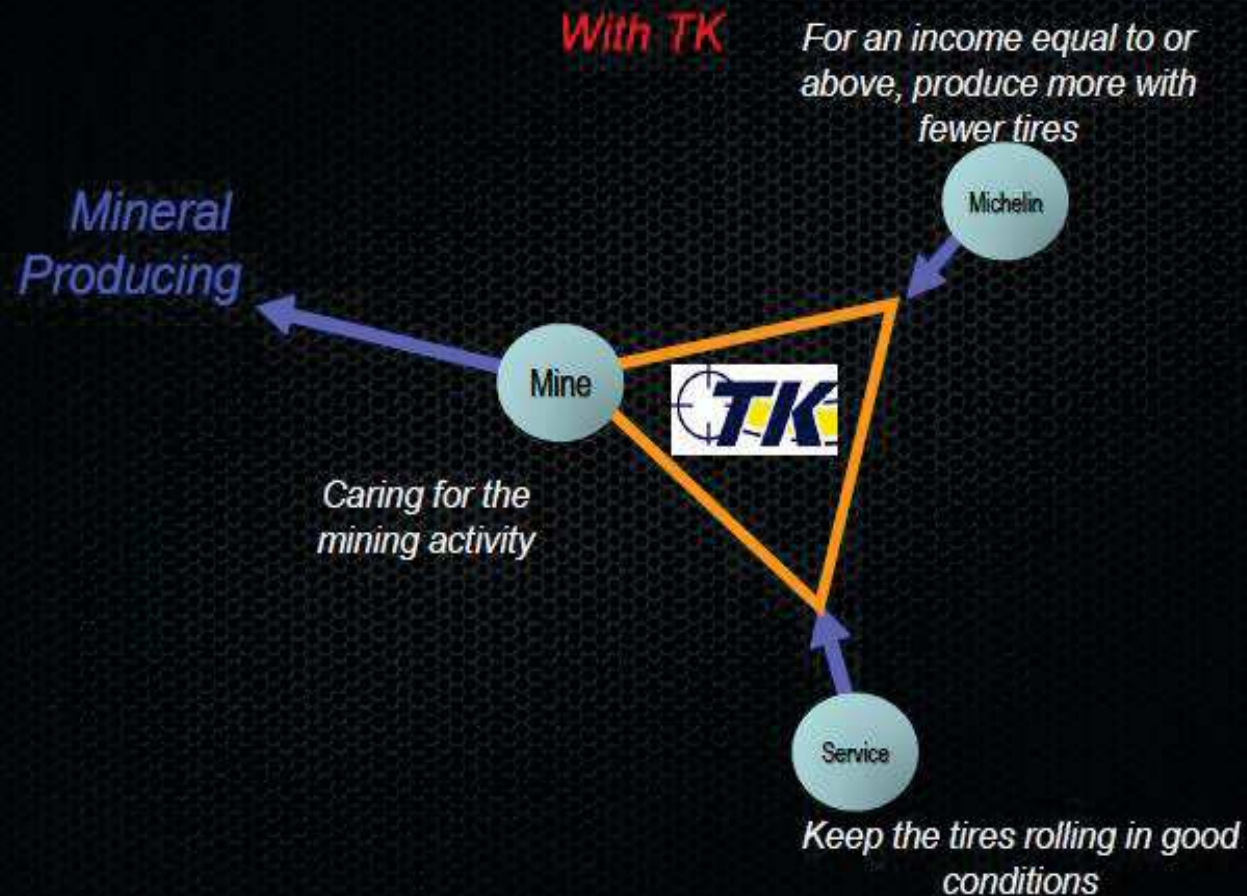 With TK
For an income equal to or
above, produce more with
fewer tires
Michelin
Mineral
Producing
Mine
TK
Caring for the
mining activity
Service
Keep the tires rolling in good
conditions